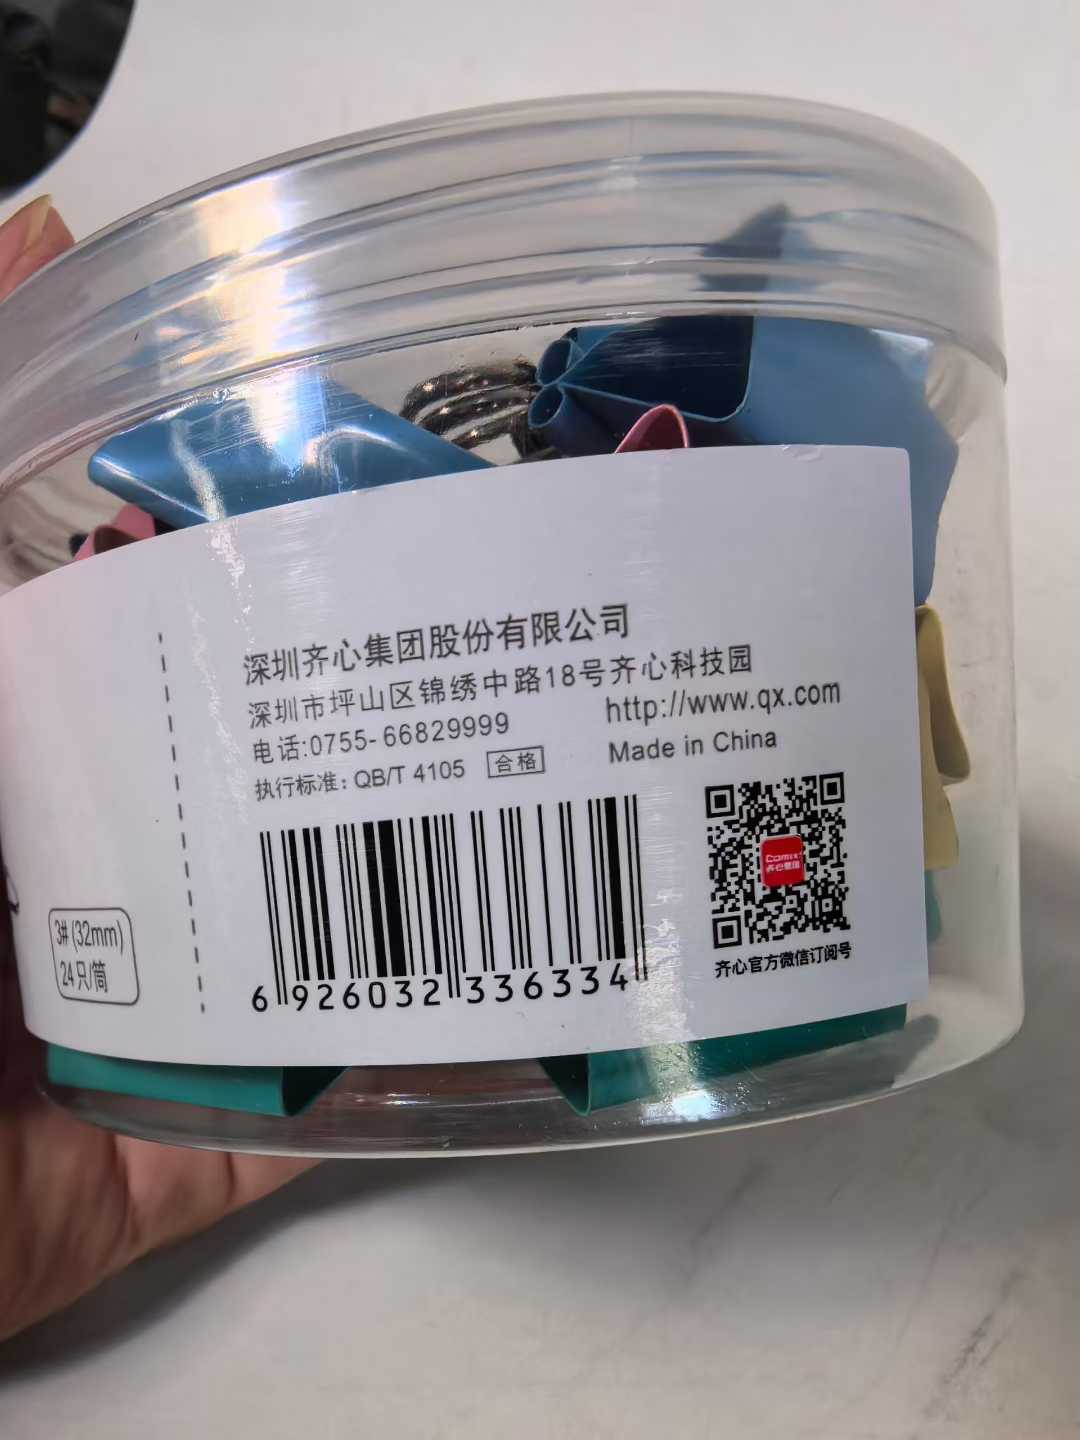 深圳齐心集团股份有限公司
深圳市坪山区锦绣中路18号齐心科技园
电话:0755-66829999
http://www.qx.com
执行标准: QB/T 4105 合格
Made in China
3# (32mm)
24只/筒
6 926032 336334
Comix
齐心集团
齐心官方微信订阅号